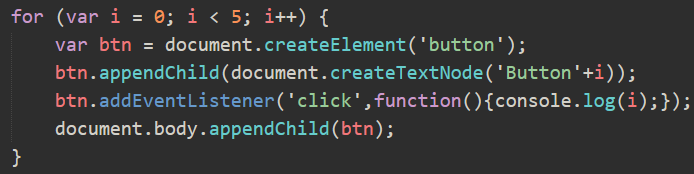 for (var i = 0; i < 5; i++) {
    var btn = document.createElement('button');
    btn.appendChild(document.createTextNode('Button'+i));
    btn.addEventListener('click',function(){console.log(i);});
    document.body.appendChild(btn);
}